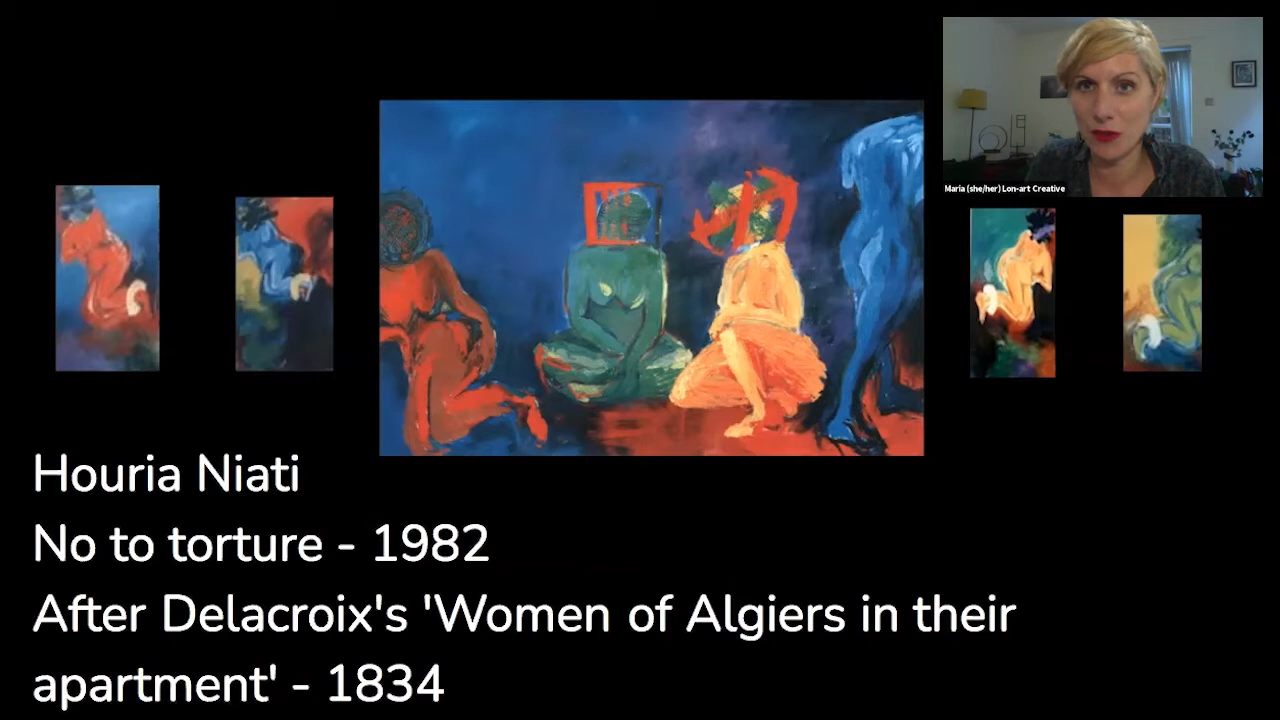 Maria (she/her) Lon-art Creative
Houria Niati
No to torture - 1982
After Delacroix's 'Women of Algiers in their
apartment' - 1834